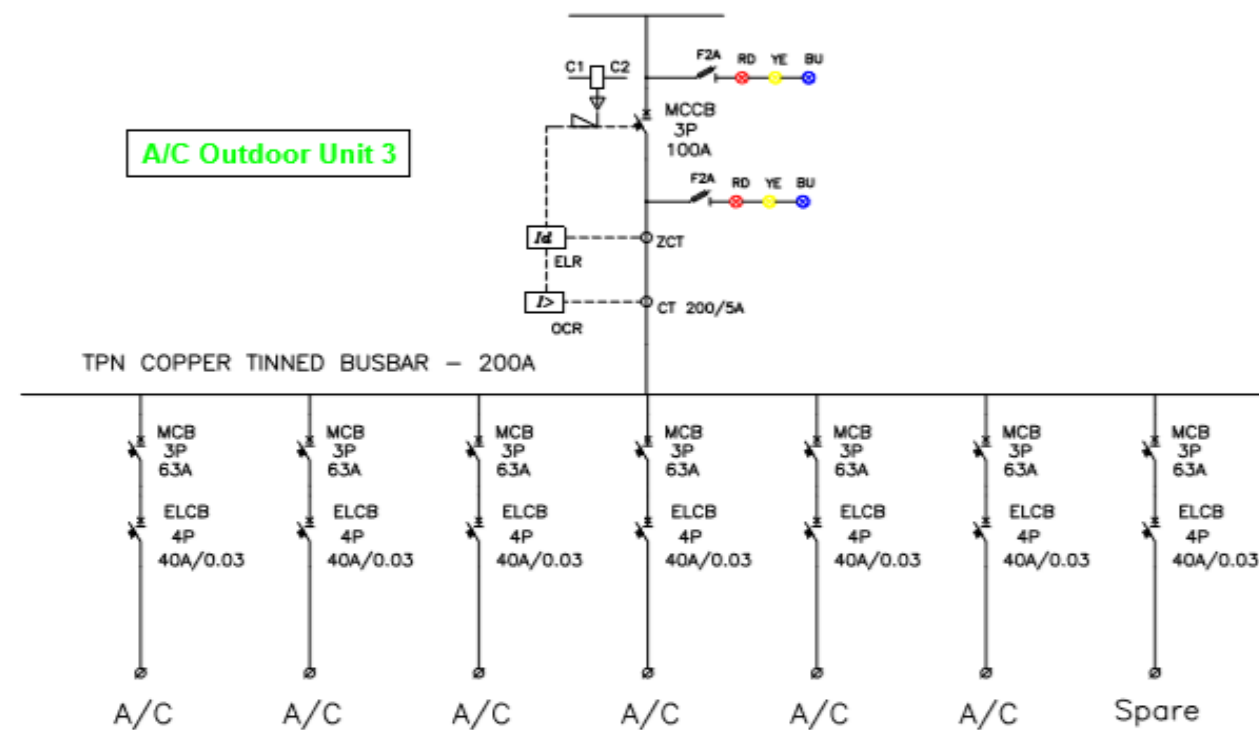 F2A RD YE BU
C1 C2
MCCB
3P
100A
A/C Outdoor Unit 3
F2A RD YE BU
Id
ZCT
ELR
I>
CT 200/5A
OCR
TPN COPPER TINNED BUSBAR – 200A
MCB MCB MCB MCB MCB MCB MCB
3P 3P 3P 3P 3P 3P 3P
63A 63A 63A 63A 63A 63A 63A
ELCB ELCB ELCB ELCB ELCB ELCB ELCB
4P 4P 4P 4P 4P 4P 4P
40A/0.03 40A/0.03 40A/0.03 40A/0.03 40A/0.03 40A/0.03 40A/0.03
A/C A/C A/C A/C A/C A/C Spare